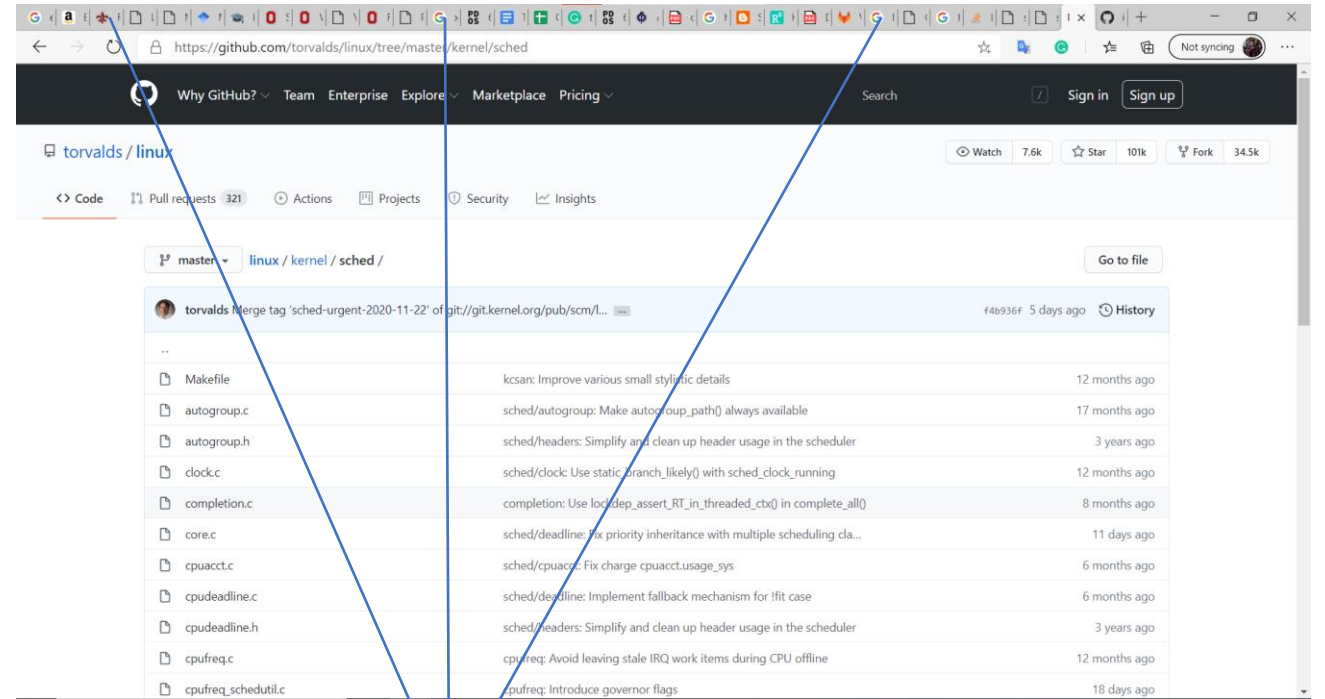 https://github.com/torvalds/linux/tree/master/kernel/sched
Not syncing
Why GitHub? Team Enterprise Explore Marketplace Pricing Search / Sign in Sign up
torvalds / linux Watch 7.6k Star 101k Fork 34.5k
<> Code Pull requests 321 Actions Projects Security Insights
master linux / kernel / sched / Go to file
torvalds Merge tag 'sched-urgent-2020-11-22' of git://git.kernel.org/pub/scm/l... ... f4b936f 5 days ago History
..
Makefile kcsan: Improve various small stylistic details 12 months ago
autogroup.c sched/autogroup: Make autogroup_path() always available 17 months ago
autogroup.h sched/headers: Simplify and clean up header usage in the scheduler 3 years ago
clock.c sched/clock: Use static_branch_likely() with sched_clock_running 12 months ago
completion.c completion: Use lockdep_assert_RT_in_threaded_ctx() in complete_all() 8 months ago
core.c sched/deadline: Fix priority inheritance with multiple scheduling cla... 11 days ago
cpuacct.c sched/cpuacct: Fix charge cpuacct.usage_sys 6 months ago
cpudeadline.c sched/deadline: Implement fallback mechanism for !fit case 6 months ago
cpudeadline.h sched/headers: Simplify and clean up header usage in the scheduler 3 years ago
cpufreq.c cpufreq: Avoid leaving stale IRQ work items during CPU offline 12 months ago
cpufreq_schedutil.c cpufreq: Introduce governor flags 18 days ago